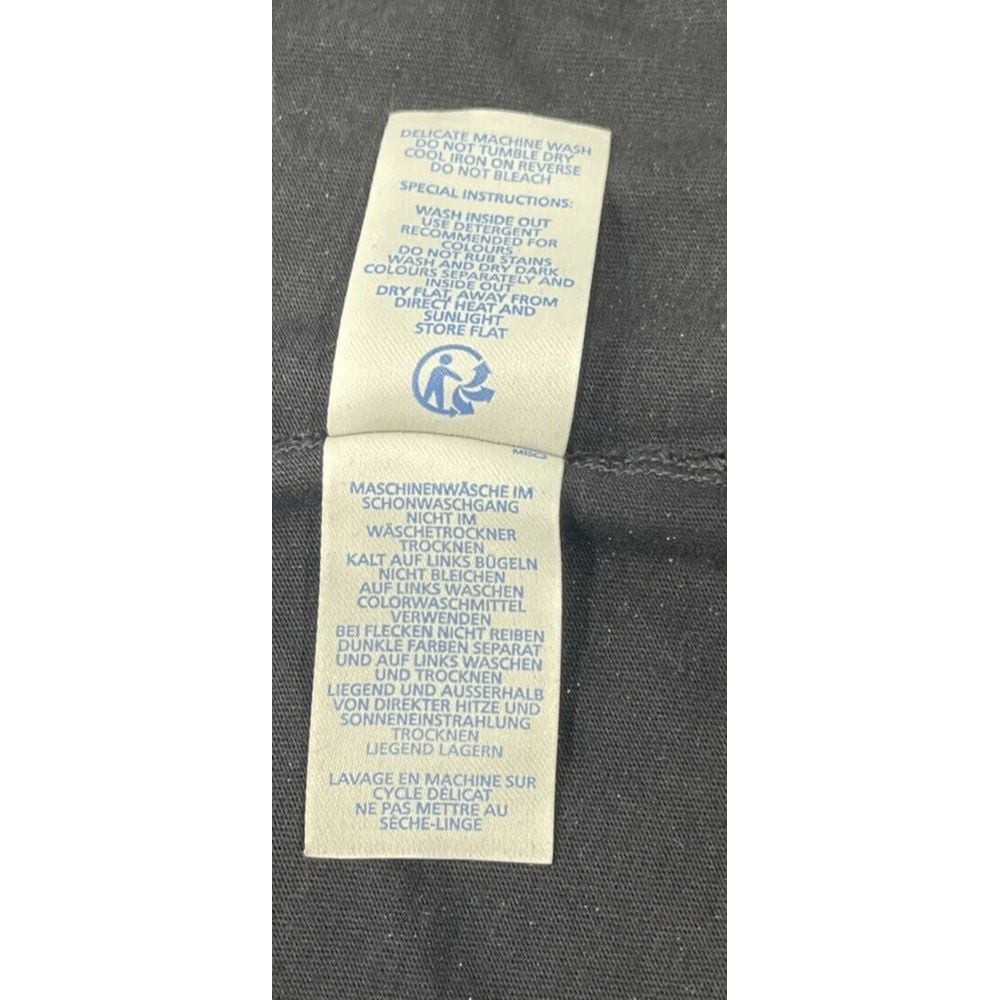 DELICATE MACHINE WASH
DO NOT TUMBLE DRY
COOL IRON ON REVERSE
DO NOT BLEACH
SPECIAL INSTRUCTIONS:
WASH INSIDE OUT
USE DETERGENT
RECOMMENDED FOR
COLOURS
DO NOT RUB STAINS
WASH AND DRY DARK
COLOURS SEPARATELY AND
INSIDE OUT
DRY FLAT, AWAY FROM
DIRECT HEAT AND
SUNLIGHT
STORE FLAT
MASCHINENWÄSCHE IM
SCHONWASCHGANG
NICHT IM
WÄSCHETROCKNER
TROCKNEN
KALT AUF LINKS BÜGELN
NICHT BLEICHEN
AUF LINKS WASCHEN
COLORWASCHMITTEL
VERWENDEN
BEI FLECKEN NICHT REIBEN
DUNKLE FARBEN SEPARAT
UND AUF LINKS WASCHEN
UND TROCKNEN
LIEGEND UND AUSSERHALB
VON DIREKTER HITZE UND
SONNENEINSTRAHLUNG
TROCKNEN
LIEGEND LAGERN
LAVAGE EN MACHINE SUR
CYCLE DÉLICAT
NE PAS METTRE AU
SÈCHE-LINGE